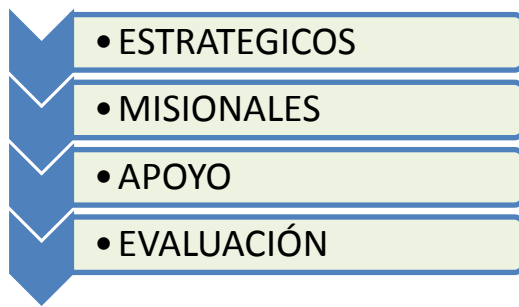 • ESTRATEGICOS
• MISIONALES
• APOYO
• EVALUACIÓN